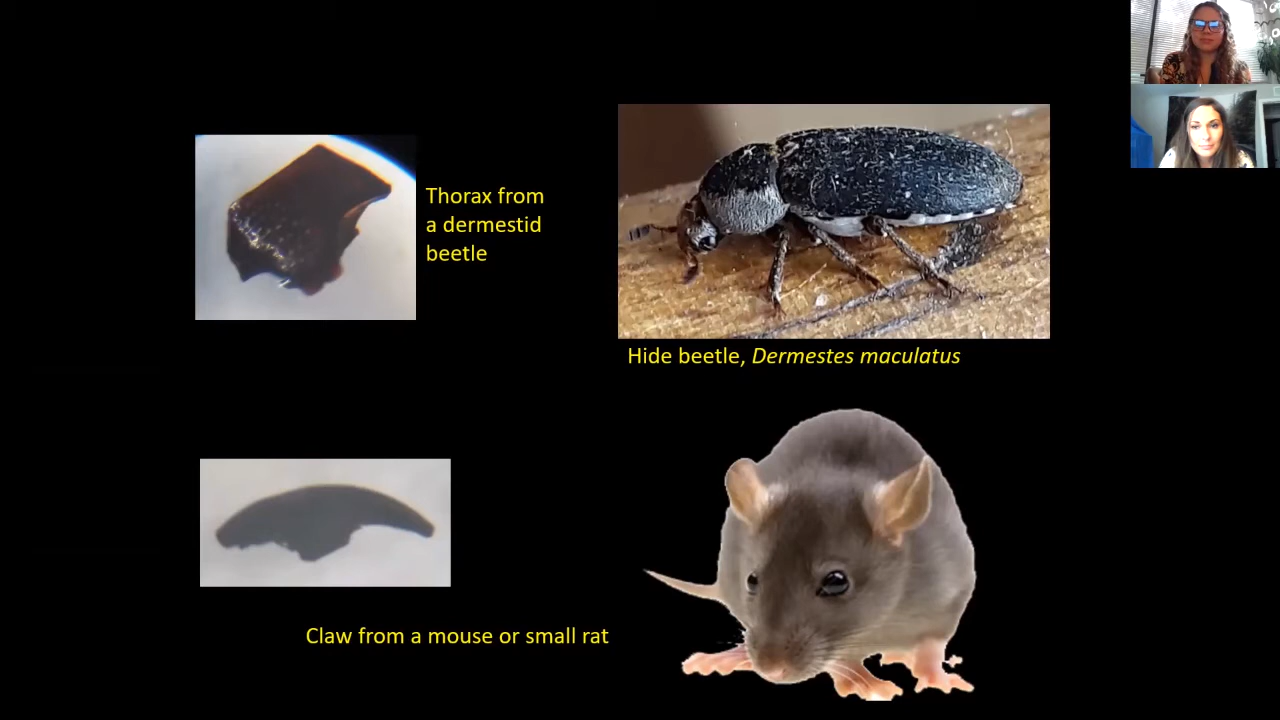 Thorax from
a dermestid
beetle
Hide beetle, Dermestes maculatus
Claw from a mouse or small rat